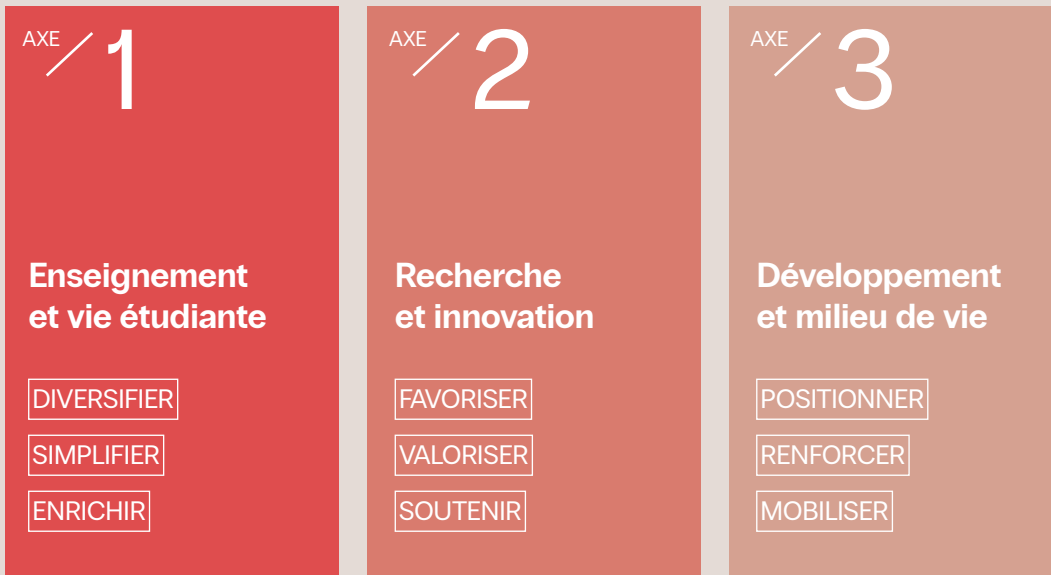 AXE
1
Enseignement
et vie étudiante
DIVERSIFIER
SIMPLIFIER
ENRICHIR
AXE
2
Recherche
et innovation
FAVORISER
VALORISER
SOUTENIR
AXE
3
Développement
et milieu de vie
POSITIONNER
RENFORCER
MOBILISER